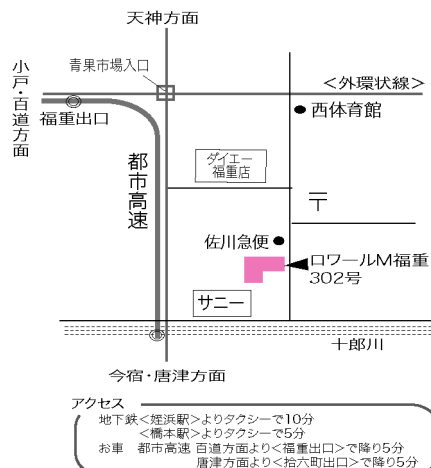 天神方面
小戸・百道方面
青果市場入口
<外環状線>
福重出口
西体育館
都市高速
ダイエー
福重店
〒
佐川急便
ロワールM福重
302号
サニー
十郎川
今宿・唐津方面
アクセス
地下鉄<姪浜駅>よりタクシーで10分
<橋本駅>よりタクシーで5分
お車 都市高速 百道方面より<福重出口>で降り5分
唐津方面より<拾六町出口>で降り5分